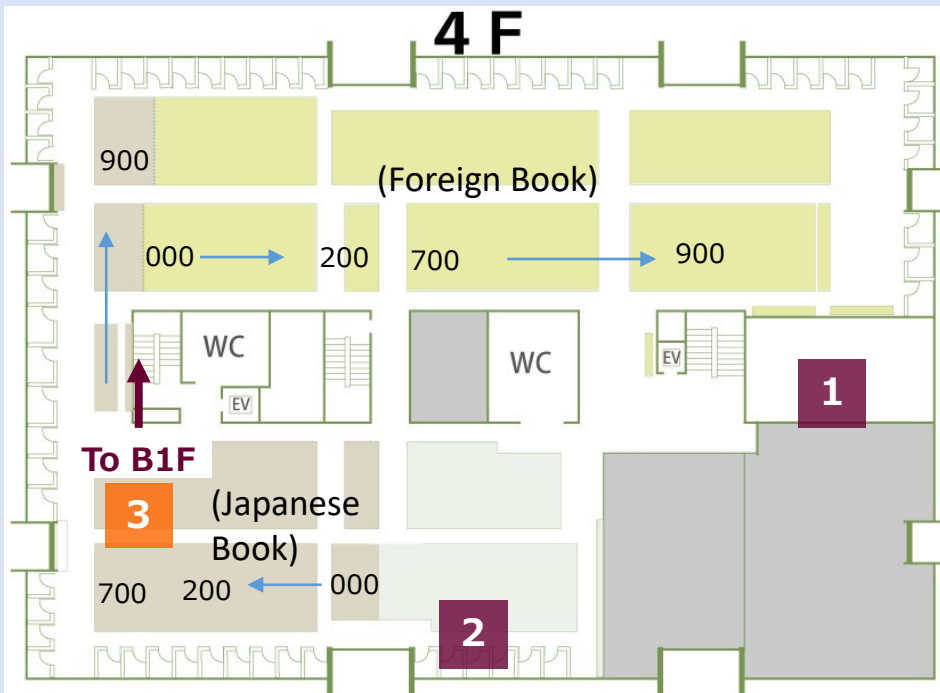 4 F
900
(Foreign Book)
000
200
700
900
WC
EV
WC
EV
1
To B1F
3
(Japanese
Book)
700
200
000
2